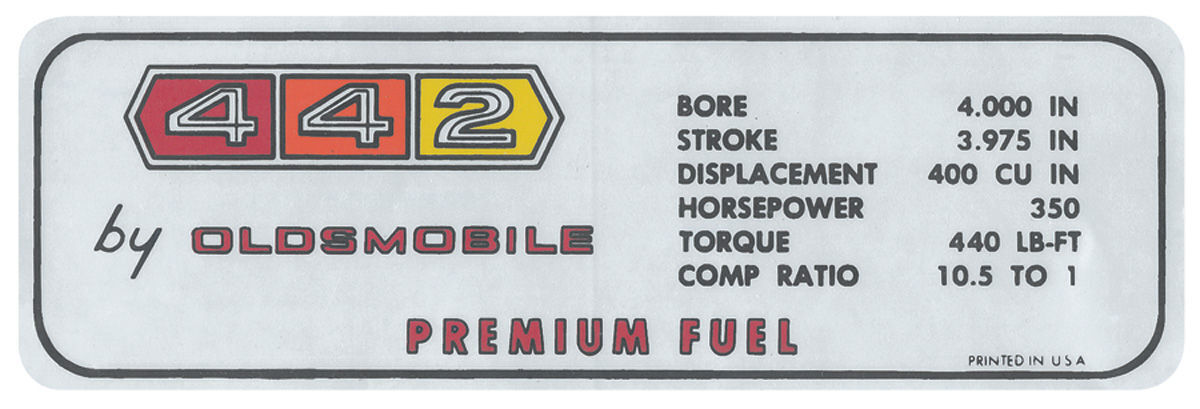 442
by OLDSMOBILE
BORE 4.000 IN
STROKE 3.975 IN
DISPLACEMENT 400 CU IN
HORSEPOWER 350
TORQUE 440 LB-FT
COMP RATIO 10.5 TO 1
PREMIUM FUEL
PRINTED IN U S A